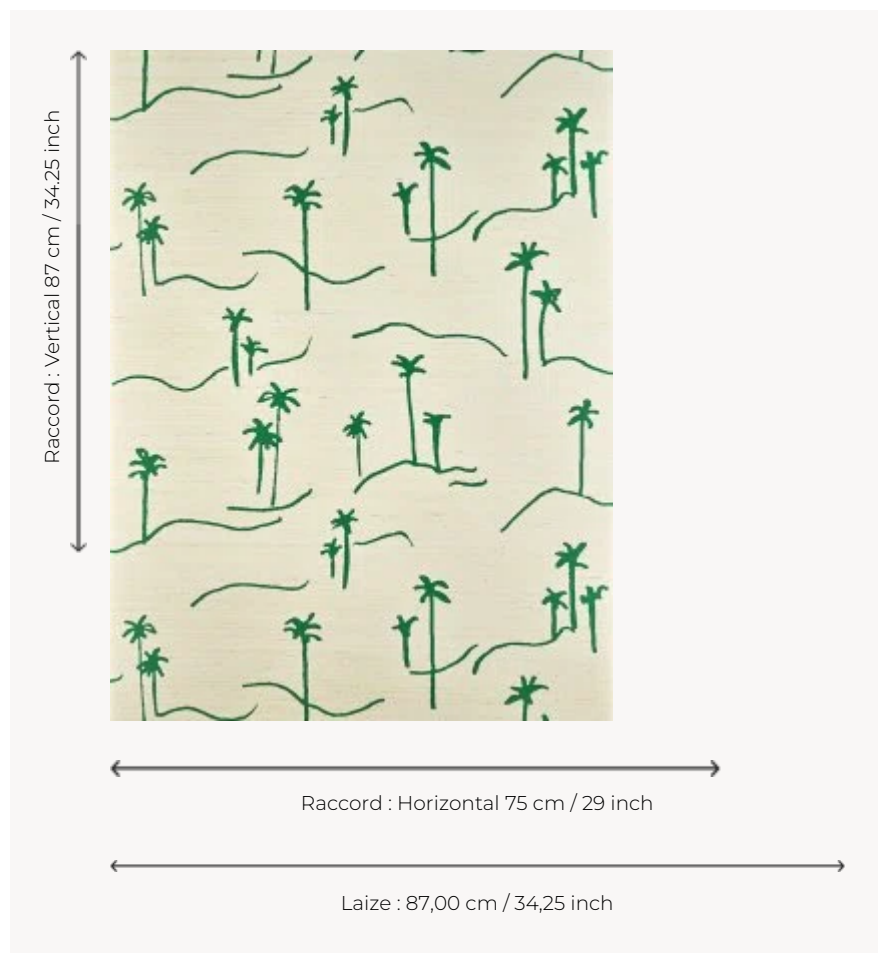 Raccord : Vertical 87 cm / 34.25 inch
Raccord : Horizontal 75 cm / 29 inch
Laize : 87,00 cm / 34,25 inch